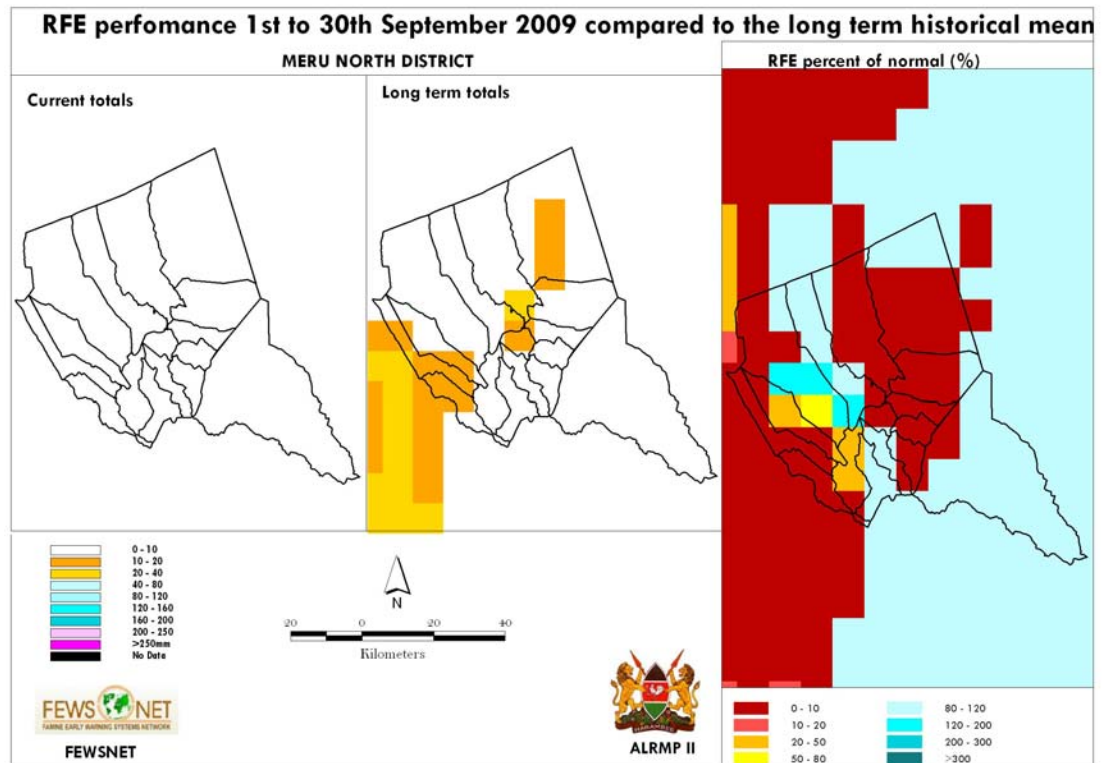 RFE perfomance 1st to 30th September 2009 compared to the long term historical mean
MERU NORTH DISTRICT
RFE percent of normal (%)
Current totals
Long term totals
0 - 10
10 - 20
20 - 40
40 - 80
80 - 120
120 - 160
160 - 200
200 - 250
>250mm
No Data
N
20 0 20 40
Kilometers
FEWS NET
FAMINE EARLY WARNING SYSTEMS NETWORK
FEWSNET
HARAMBEE
ALRMP II
0 - 10
10 - 20
20 - 50
50 - 80
80 - 120
120 - 200
200 - 300
>300